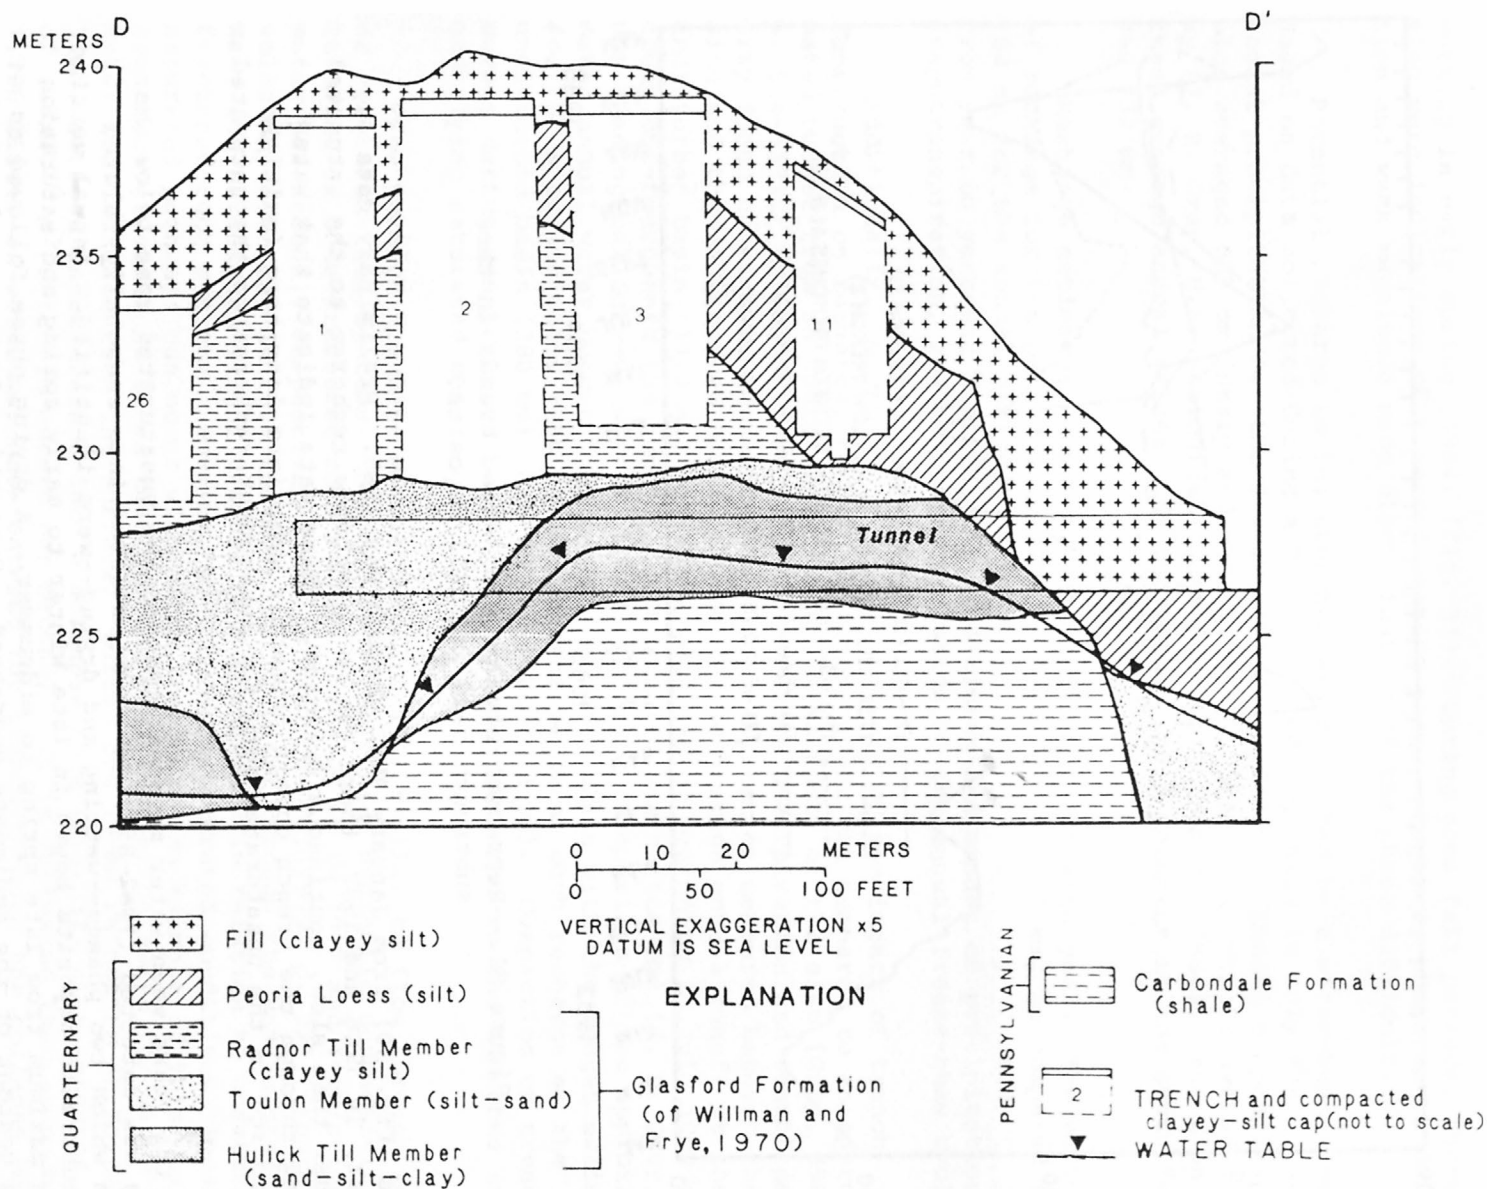 D
D'
METERS
240
235
230
225
220
1
2
3
11
26
Tunnel
0 10 20 METERS
0 50 100 FEET
VERTICAL EXAGGERATION x5
DATUM IS SEA LEVEL
EXPLANATION
QUARTERNARY
Fill (clayey silt)
Peoria Loess (silt)
Radnor Till Member
(clayey silt)
Toulon Member (silt-sand)
Hulick Till Member
(sand-silt-clay)
Glasford Formation
(of Willman and
Frye, 1970)
PENNSYLVANIAN
Carbondale Formation
(shale)
2
TRENCH and compacted
clayey-silt cap (not to scale)
WATER TABLE